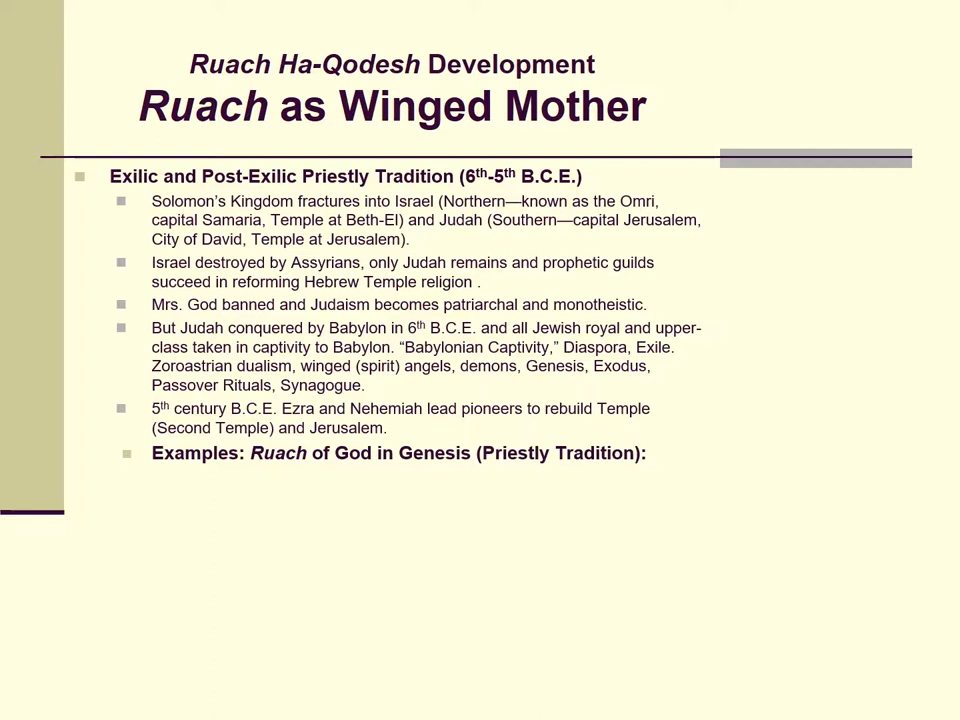 Ruach Ha-Qodesh Development
Ruach as Winged Mother
Exilic and Post-Exilic Priestly Tradition (6th-5th B.C.E.)
Solomon’s Kingdom fractures into Israel (Northern—known as the Omri,
capital Samaria, Temple at Beth-El) and Judah (Southern—capital Jerusalem,
City of David, Temple at Jerusalem).
Israel destroyed by Assyrians, only Judah remains and prophetic guilds
succeed in reforming Hebrew Temple religion .
Mrs. God banned and Judaism becomes patriarchal and monotheistic.
But Judah conquered by Babylon in 6th B.C.E. and all Jewish royal and upper-
class taken in captivity to Babylon. “Babylonian Captivity,” Diaspora, Exile.
Zoroastrian dualism, winged (spirit) angels, demons, Genesis, Exodus,
Passover Rituals, Synagogue.
5th century B.C.E. Ezra and Nehemiah lead pioneers to rebuild Temple
(Second Temple) and Jerusalem.
Examples: Ruach of God in Genesis (Priestly Tradition):